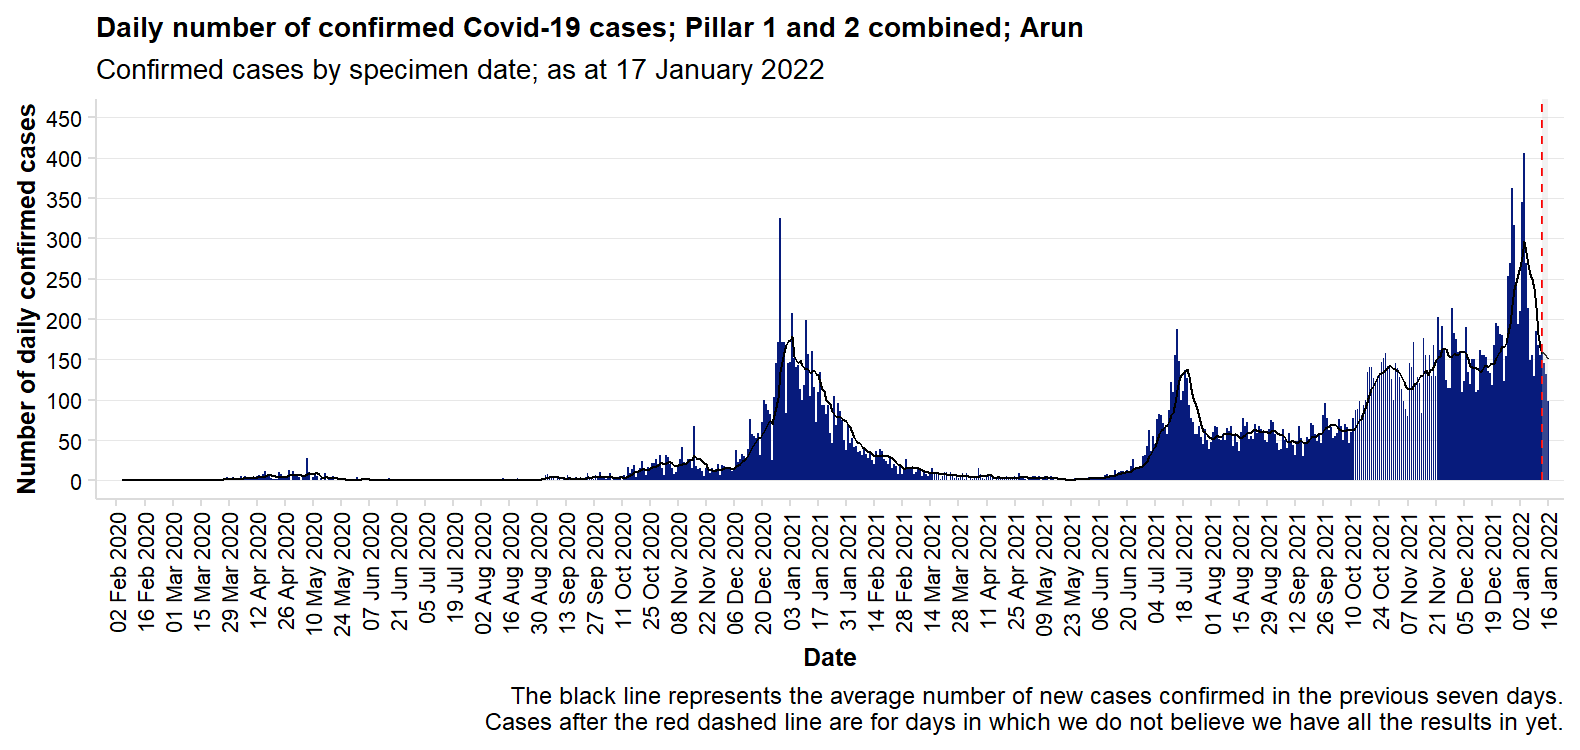 Daily number of confirmed Covid-19 cases; Pillar 1 and 2 combined; Arun
Confirmed cases by specimen date; as at 17 January 2022
Number of daily confirmed cases
450
400
350
300
250
200
150
100
50
0
02 Feb 2020
16 Feb 2020
01 Mar 2020
15 Mar 2020
29 Mar 2020
12 Apr 2020
26 Apr 2020
10 May 2020
24 May 2020
07 Jun 2020
21 Jun 2020
05 Jul 2020
19 Jul 2020
02 Aug 2020
16 Aug 2020
30 Aug 2020
13 Sep 2020
27 Sep 2020
11 Oct 2020
25 Oct 2020
08 Nov 2020
22 Nov 2020
06 Dec 2020
20 Dec 2020
03 Jan 2021
17 Jan 2021
31 Jan 2021
14 Feb 2021
28 Feb 2021
14 Mar 2021
28 Mar 2021
11 Apr 2021
25 Apr 2021
09 May 2021
23 May 2021
06 Jun 2021
20 Jun 2021
04 Jul 2021
18 Jul 2021
01 Aug 2021
15 Aug 2021
29 Aug 2021
12 Sep 2021
26 Sep 2021
10 Oct 2021
24 Oct 2021
07 Nov 2021
21 Nov 2021
05 Dec 2021
19 Dec 2021
02 Jan 2022
16 Jan 2022
Date
The black line represents the average number of new cases confirmed in the previous seven days.
Cases after the red dashed line are for days in which we do not believe we have all the results in yet.